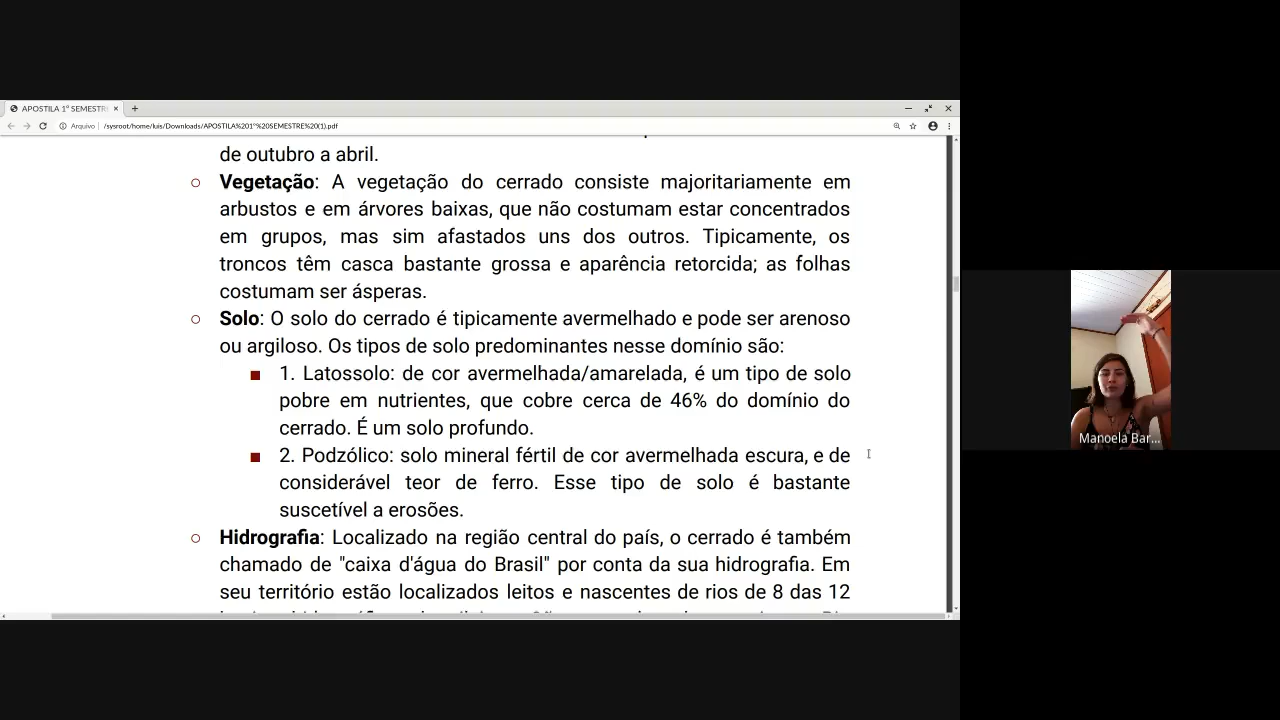 APOSTILA 1º SEMESTR
Arquivo | /sysroot/home/luis/Downloads/APOSTILA%201°%20SEMESTRE%20(1).pdf
de outubro a abril.
Vegetação: A vegetação do cerrado consiste majoritariamente em
arbustos e em árvores baixas, que não costumam estar concentrados
em grupos, mas sim afastados uns dos outros. Tipicamente, os
troncos têm casca bastante grossa e aparência retorcida; as folhas
costumam ser ásperas.
Solo: O solo do cerrado é tipicamente avermelhado e pode ser arenoso
ou argiloso. Os tipos de solo predominantes nesse domínio são:
1. Latossolo: de cor avermelhada/amarelada, é um tipo de solo
pobre em nutrientes, que cobre cerca de 46% do domínio do
cerrado. É um solo profundo.
2. Podzólico: solo mineral fértil de cor avermelhada escura, e de
considerável teor de ferro. Esse tipo de solo é bastante
suscetível a erosões.
Hidrografia: Localizado na região central do país, o cerrado é também
chamado de "caixa d'água do Brasil" por conta da sua hidrografia. Em
seu território estão localizados leitos e nascentes de rios de 8 das 12
Manoela Bar...